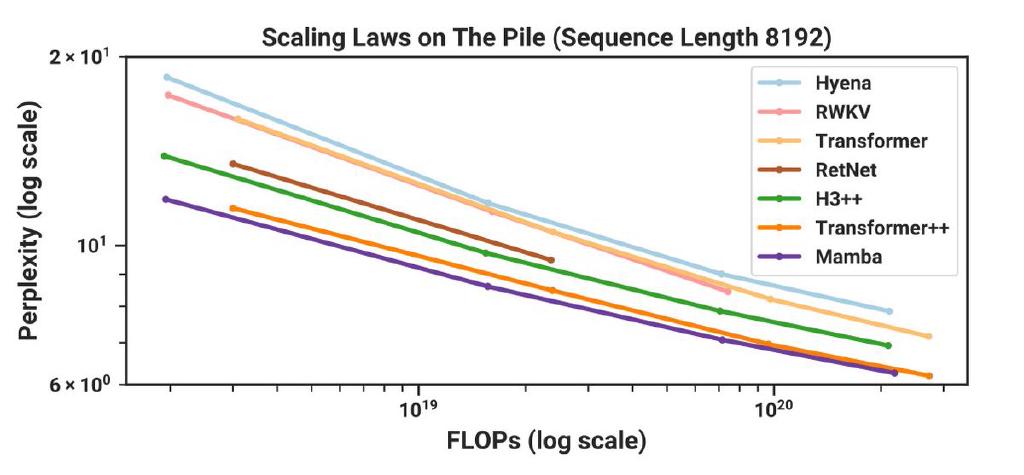 Scaling Laws on The Pile (Sequence Length 8192)
2 × 10¹
10¹
6 × 10⁰
Perplexity (log scale)
Hyena
RWKV
Transformer
RetNet
H3++
Transformer++
Mamba
10¹⁹
10²⁰
FLOPs (log scale)